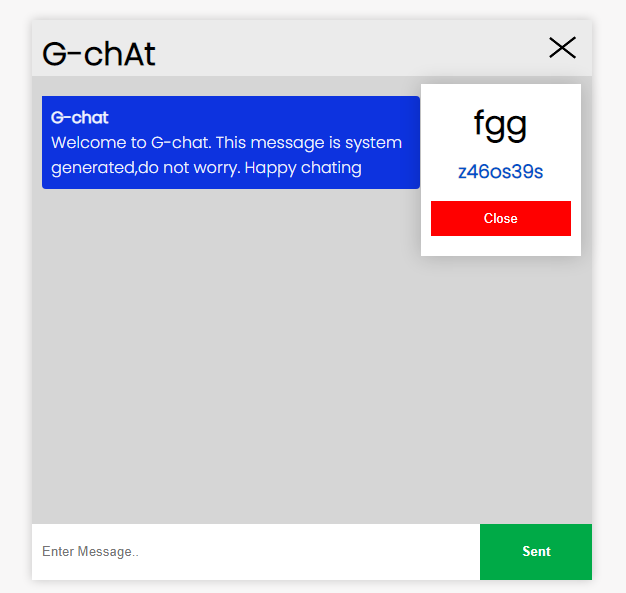 G-chAt
G-chat
Welcome to G-chat. This message is system
generated,do not worry. Happy chating
fgg
z46os39s
Close
Enter Message..
Sent